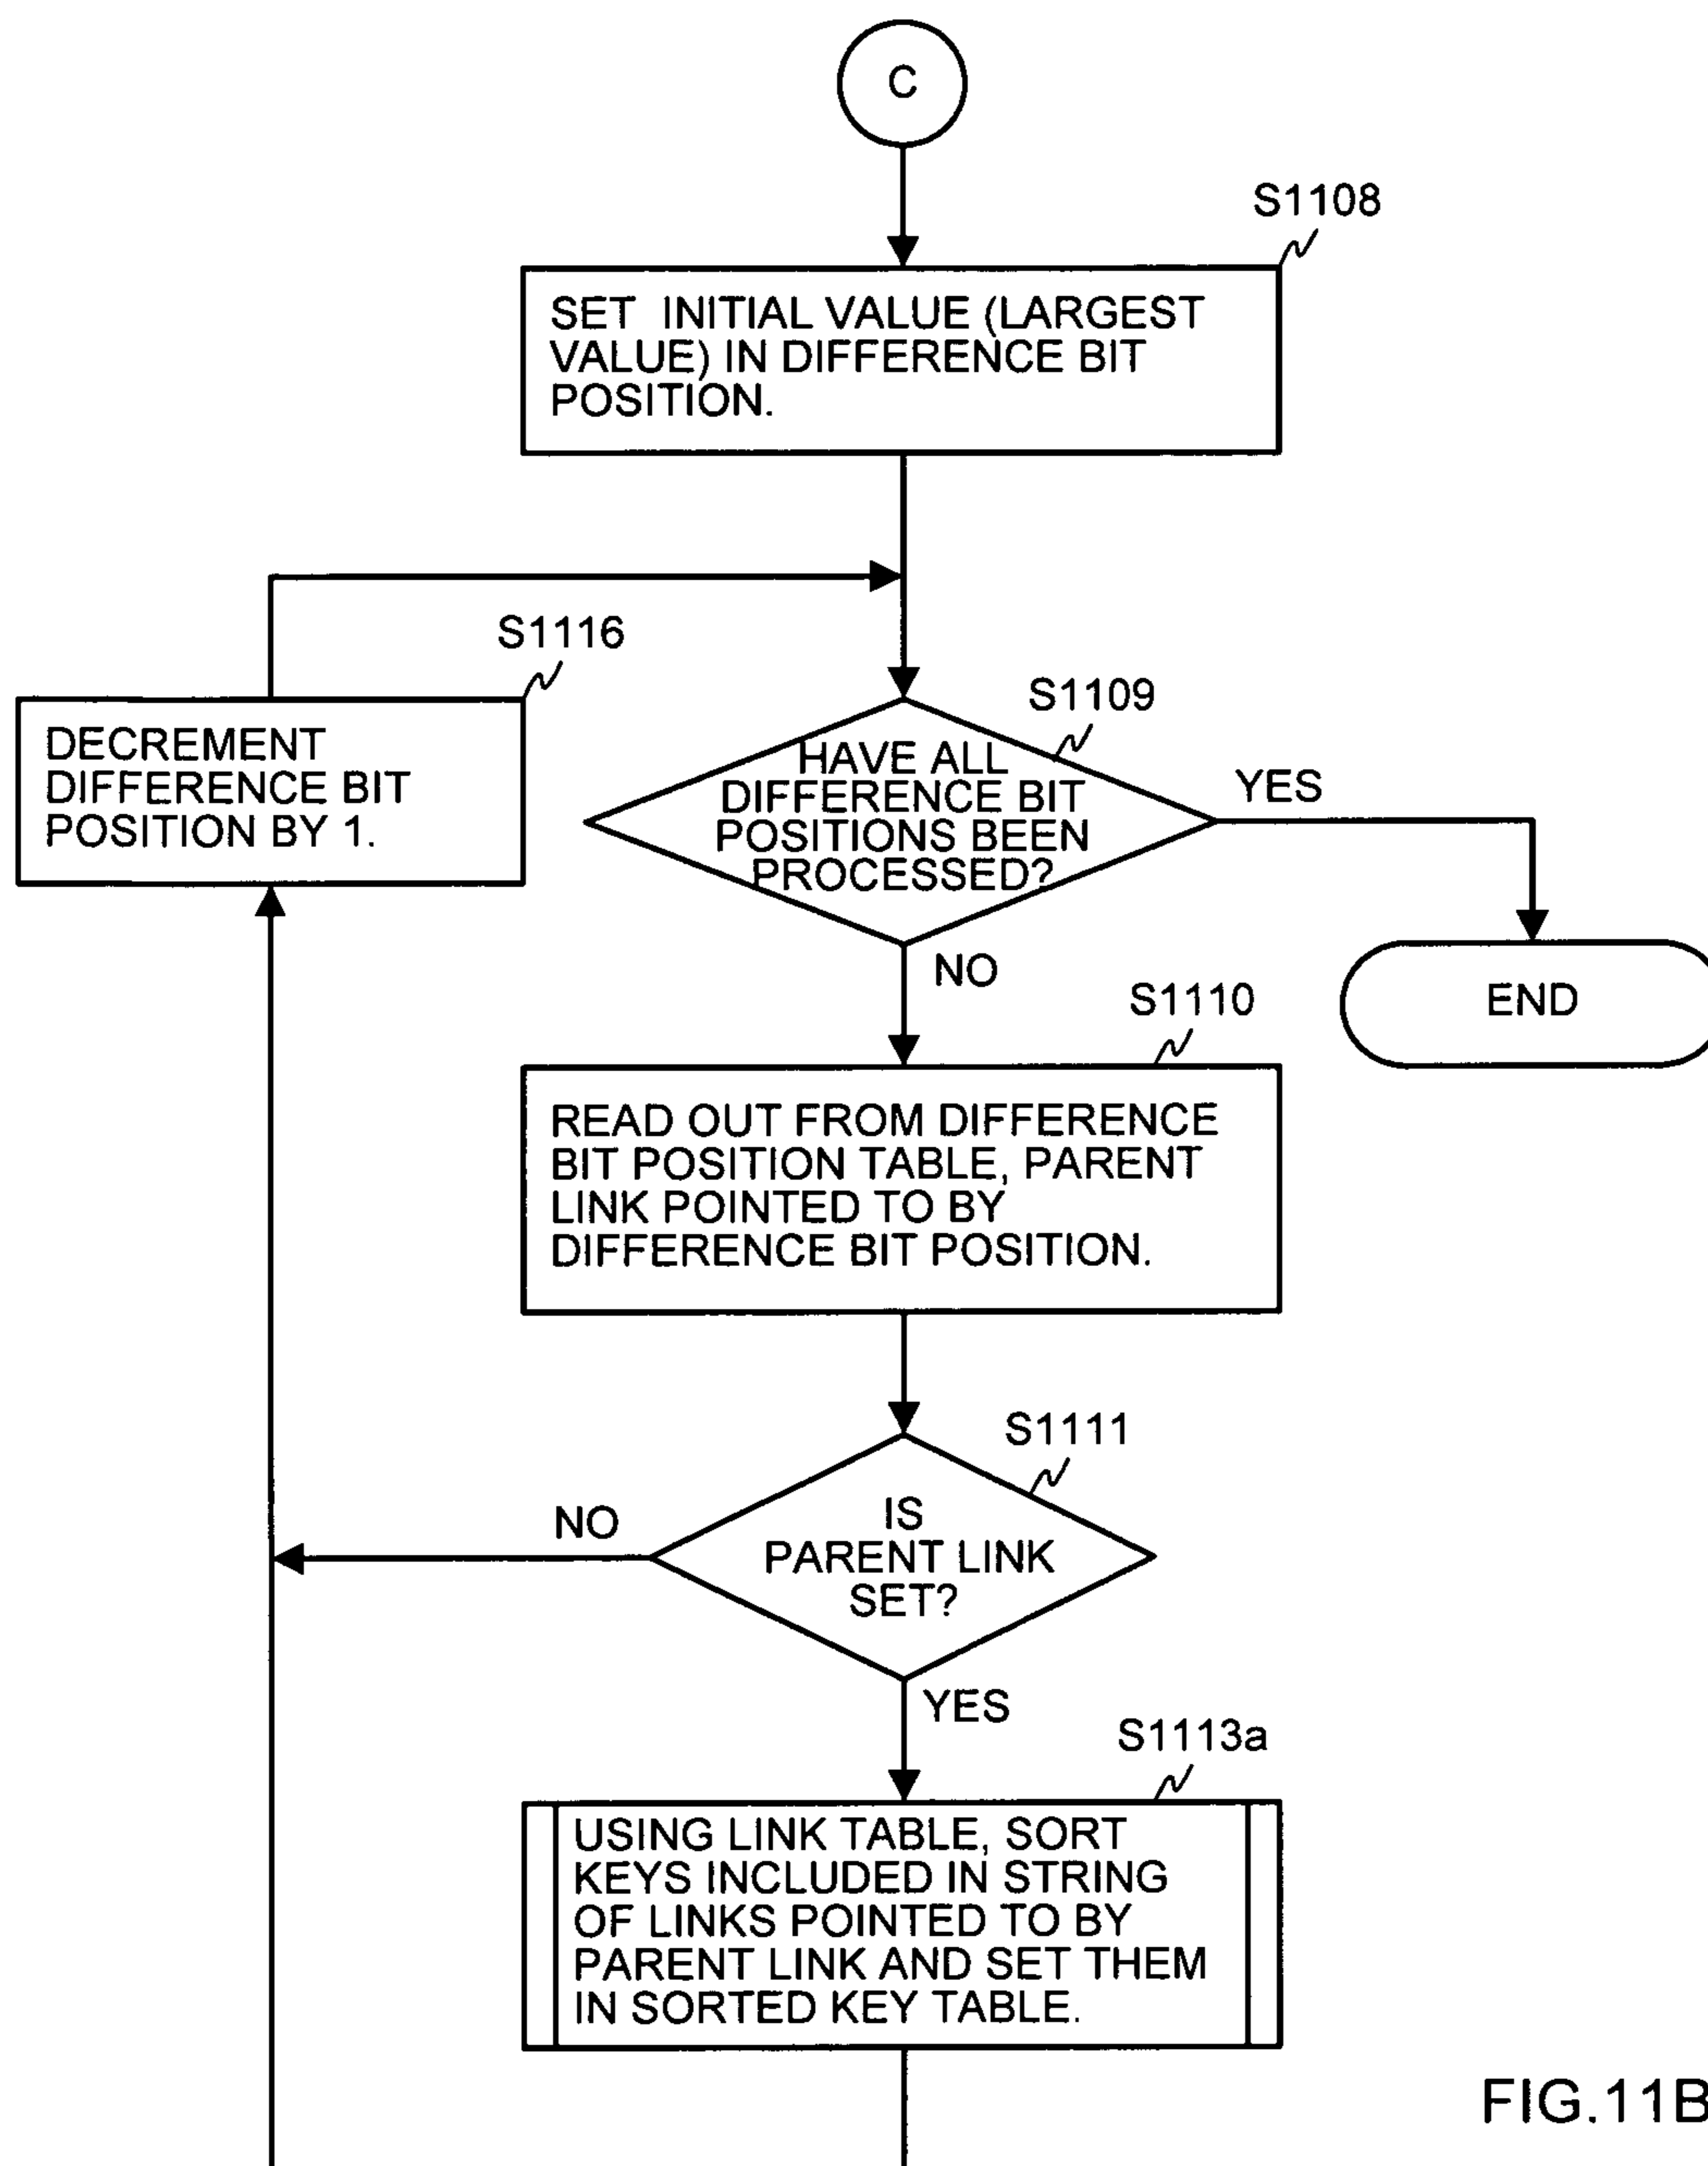 C
S1108
SET INITIAL VALUE (LARGEST
VALUE) IN DIFFERENCE BIT
POSITION.
S1116
DECREMENT
DIFFERENCE BIT
POSITION BY 1.
S1109
HAVE ALL
DIFFERENCE BIT
POSITIONS BEEN
PROCESSED?
YES
NO
END
S1110
READ OUT FROM DIFFERENCE
BIT POSITION TABLE, PARENT
LINK POINTED TO BY
DIFFERENCE BIT POSITION.
S1111
NO
IS
PARENT LINK
SET?
YES
S1113a
USING LINK TABLE, SORT
KEYS INCLUDED IN STRING
OF LINKS POINTED TO BY
PARENT LINK AND SET THEM
IN SORTED KEY TABLE.
FIG.11B